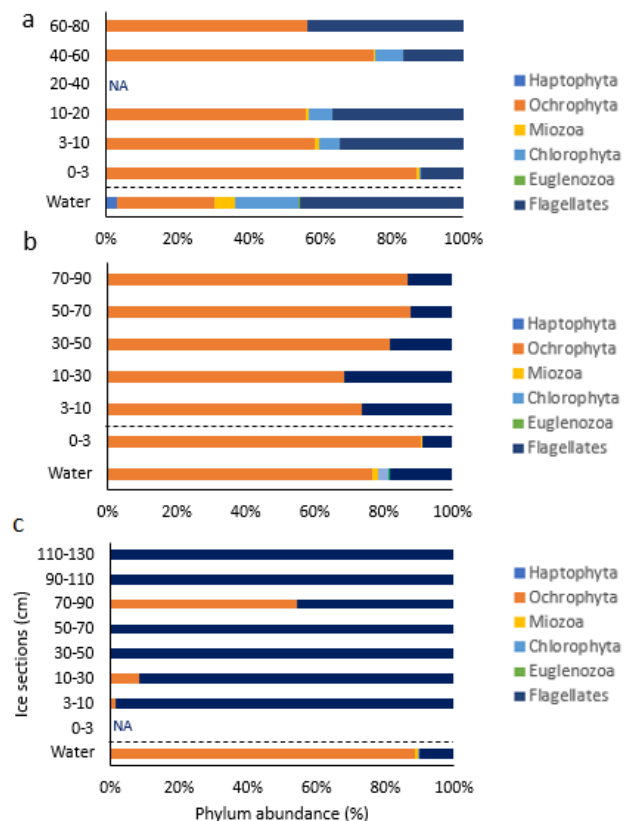 a
60-80
40-60
20-40 NA
10-20
3-10
0-3
Water
0% 20% 40% 60% 80% 100%
Haptophyta
Ochrophyta
Miozoa
Chlorophyta
Euglenozoa
Flagellates
b
70-90
50-70
30-50
10-30
3-10
0-3
Water
0% 20% 40% 60% 80% 100%
Haptophyta
Ochrophyta
Miozoa
Chlorophyta
Euglenozoa
Flagellates
c
Ice sections (cm)
110-130
90-110
70-90
50-70
30-50
10-30
3-10
0-3 NA
Water
0% 20% 40% 60% 80% 100%
Phylum abundance (%)
Haptophyta
Ochrophyta
Miozoa
Chlorophyta
Euglenozoa
Flagellates